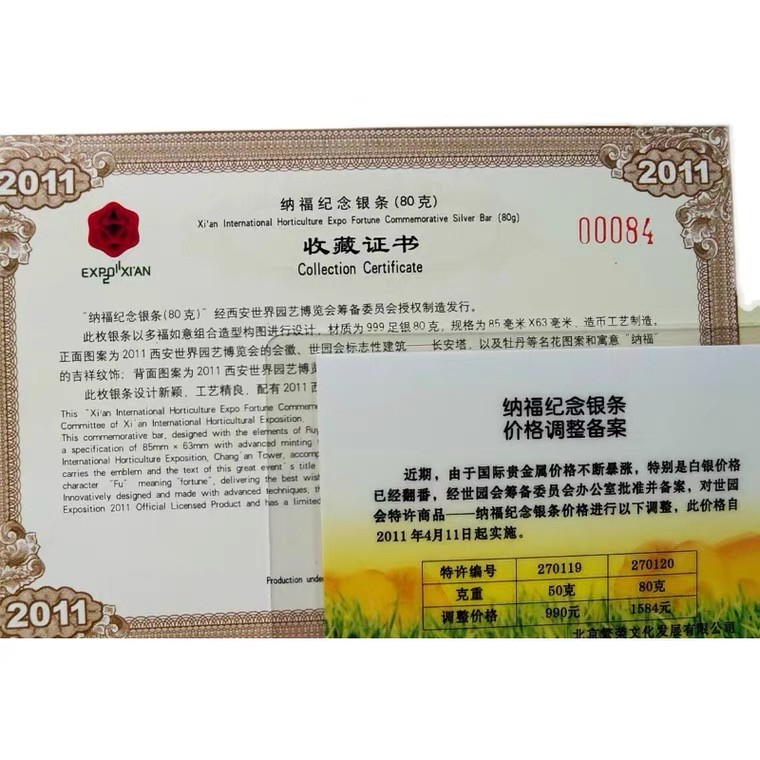 2011
2011
纳福纪念银条(80克)
Xi'an International Horticulture Expo Fortune Commemorative Silver Bar (80g)
00084
收藏证书
Collection Certificate
EXPO 2011 XI'AN
"纳福纪念银条(80克)" 经西安世界园艺博览会筹备委员会授权制造发行。
此枚银条以多福如意组合造型构图进行设计, 材质为999足银80克, 规格为85毫米X63毫米, 造币工艺制造,
正面图案为2011西安世界园艺博览会的会徽、世园会标志性建筑——长安塔, 以及牡丹等名花图案和寓意"纳福"
的吉祥纹饰; 背面图案为2011西安世界园艺博览
此枚银条设计新颖, 工艺精良, 配有2011西
This "Xi'an International Horticulture Expo Fortune Commem
Committee of Xi'an International Horticultural Exposition.
This commemorative bar, designed with the elements of Ruy
a specification of 85mm × 63mm with advanced minting
International Horticulture Exposition, Chang'an Tower, accomp
carries the emblem and the text of this great event's title
character "Fu" meaning "fortune", delivering the best wish
Innovatively designed and made with advanced techniques, th
Exposition 2011 Official Licensed Product and has a limited
Production unde
2011
纳福纪念银条
价格调整备案
近期, 由于国际贵金属价格不断暴涨, 特别是白银价格
已经翻番, 经世园会筹备委员会办公室批准并备案, 对世园
会特许商品——纳福纪念银条价格进行以下调整, 此价格自
2011年4月11日起实施。
特许编号 270119 270120
克重 50克 80克
调整价格 990元 1584元
北京繁荣文化发展有限公司